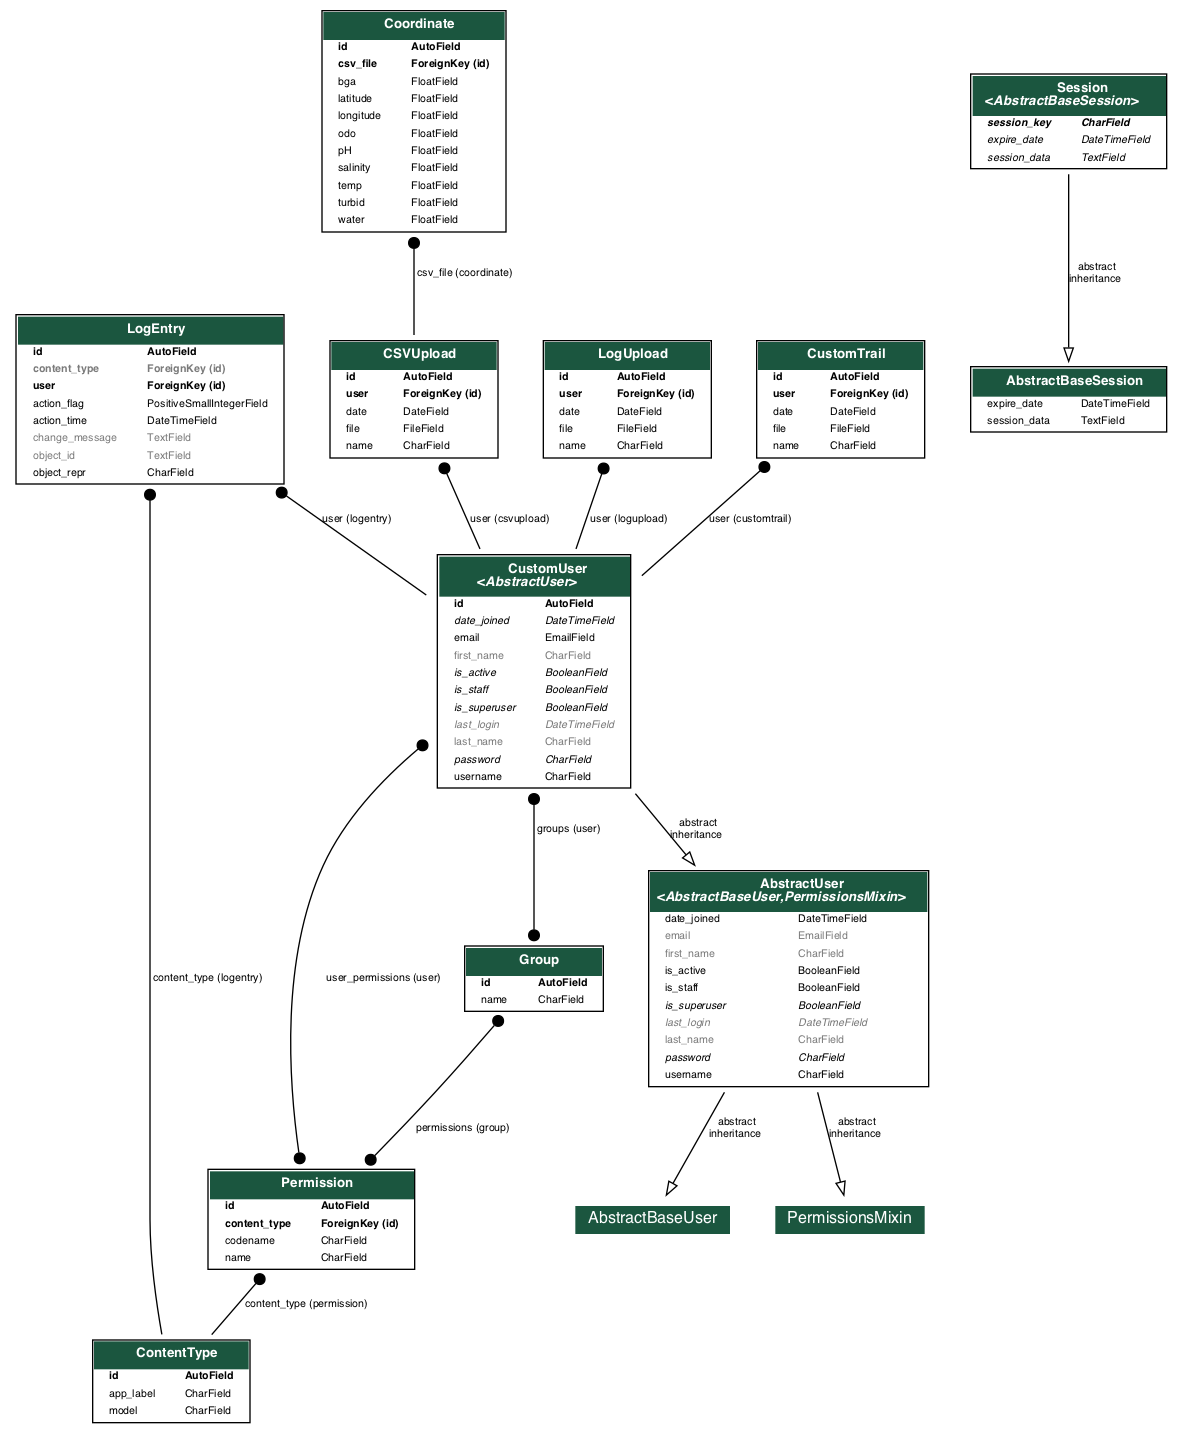 Coordinate
id AutoField
csv_file ForeignKey (id)
bga FloatField
latitude FloatField
longitude FloatField
odo FloatField
pH FloatField
salinity FloatField
temp FloatField
turbid FloatField
water FloatField
Session
<AbstractBaseSession>
session_key CharField
expire_date DateTimeField
session_data TextField
csv_file (coordinate)
abstract
inheritance
LogEntry
id AutoField
content_type ForeignKey (id)
user ForeignKey (id)
action_flag PositiveSmallIntegerField
action_time DateTimeField
change_message TextField
object_id TextField
object_repr CharField
CSVUpload
id AutoField
user ForeignKey (id)
date DateField
file FileField
name CharField
LogUpload
id AutoField
user ForeignKey (id)
date DateField
file FileField
name CharField
CustomTrail
id AutoField
user ForeignKey (id)
date DateField
file FileField
name CharField
AbstractBaseSession
expire_date DateTimeField
session_data TextField
user (logentry)
user (csvupload)
user (logupload)
user (customtrail)
CustomUser
<AbstractUser>
id AutoField
date_joined DateTimeField
email EmailField
first_name CharField
is_active BooleanField
is_staff BooleanField
is_superuser BooleanField
last_login DateTimeField
last_name CharField
password CharField
username CharField
groups (user)
abstract
inheritance
AbstractUser
<AbstractBaseUser,PermissionsMixin>
date_joined DateTimeField
email EmailField
first_name CharField
is_active BooleanField
is_staff BooleanField
is_superuser BooleanField
last_login DateTimeField
last_name CharField
password CharField
username CharField
content_type (logentry)
user_permissions (user)
Group
id AutoField
name CharField
permissions (group)
abstract
inheritance
abstract
inheritance
Permission
id AutoField
content_type ForeignKey (id)
codename CharField
name CharField
AbstractBaseUser
PermissionsMixin
content_type (permission)
ContentType
id AutoField
app_label CharField
model CharField